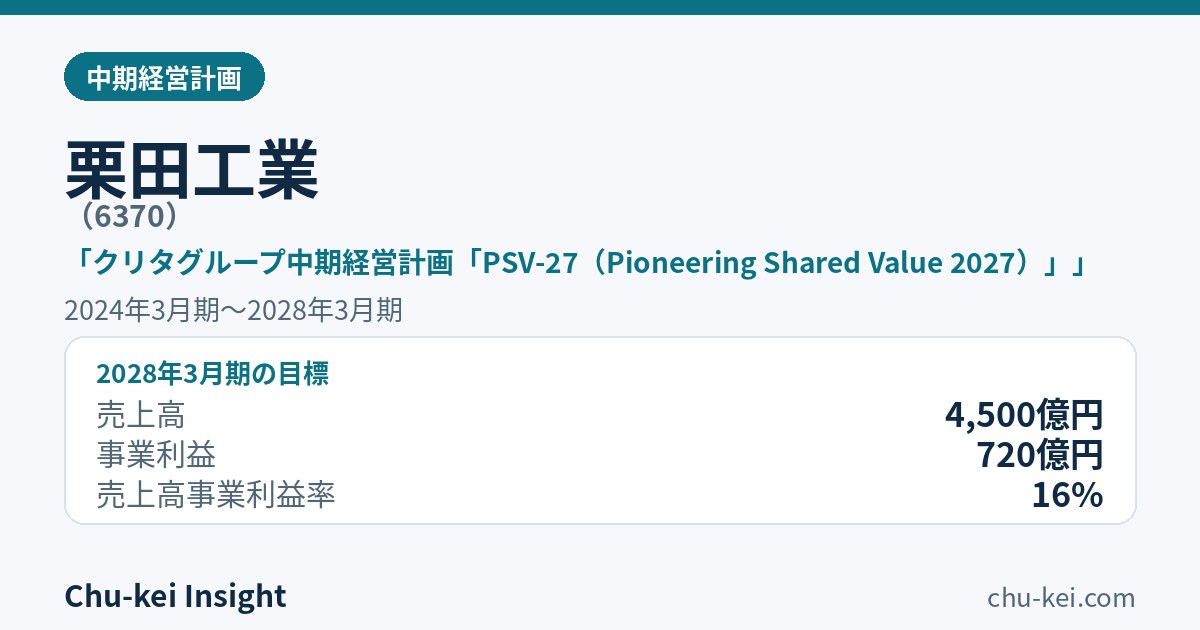 中期経営計画
栗田工業
（6370）
「クリタグループ中期経営計画「PSV-27（Pioneering Shared Value 2027）」」
2024年3月期〜2028年3月期
2028年3月期の目標
売上高 4,500億円
事業利益 720億円
売上高事業利益率 16%
Chu-kei Insight chu-kei.com